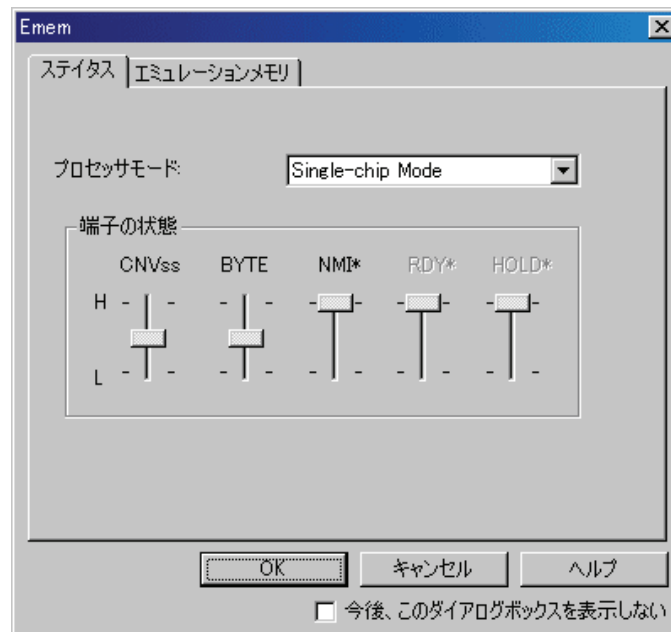 Emem
ステイタス エミュレーションメモリ
プロセッサモード: Single-chip Mode
端子の状態
CNVss BYTE NMI* RDY* HOLD*
H
L
OK キャンセル ヘルプ
今後、このダイアログボックスを表示しない